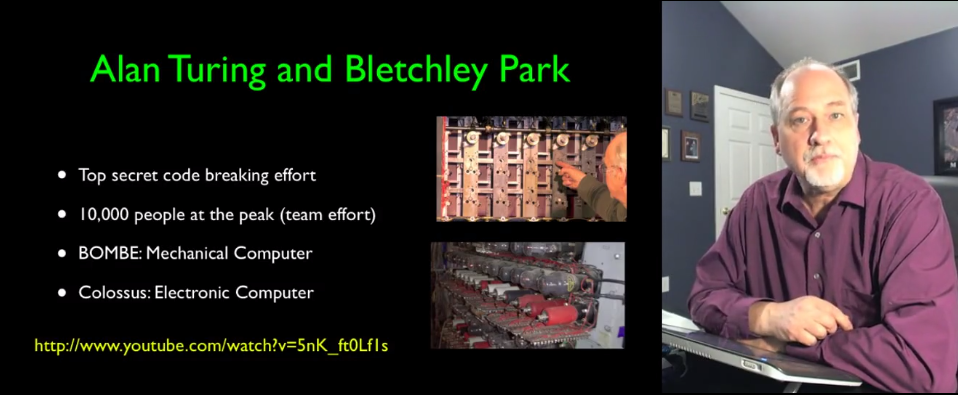 Alan Turing and Bletchley Park
• Top secret code breaking effort
• 10,000 people at the peak (team effort)
• BOMBE: Mechanical Computer
• Colossus: Electronic Computer
http://www.youtube.com/watch?v=5nK_ft0Lf1s